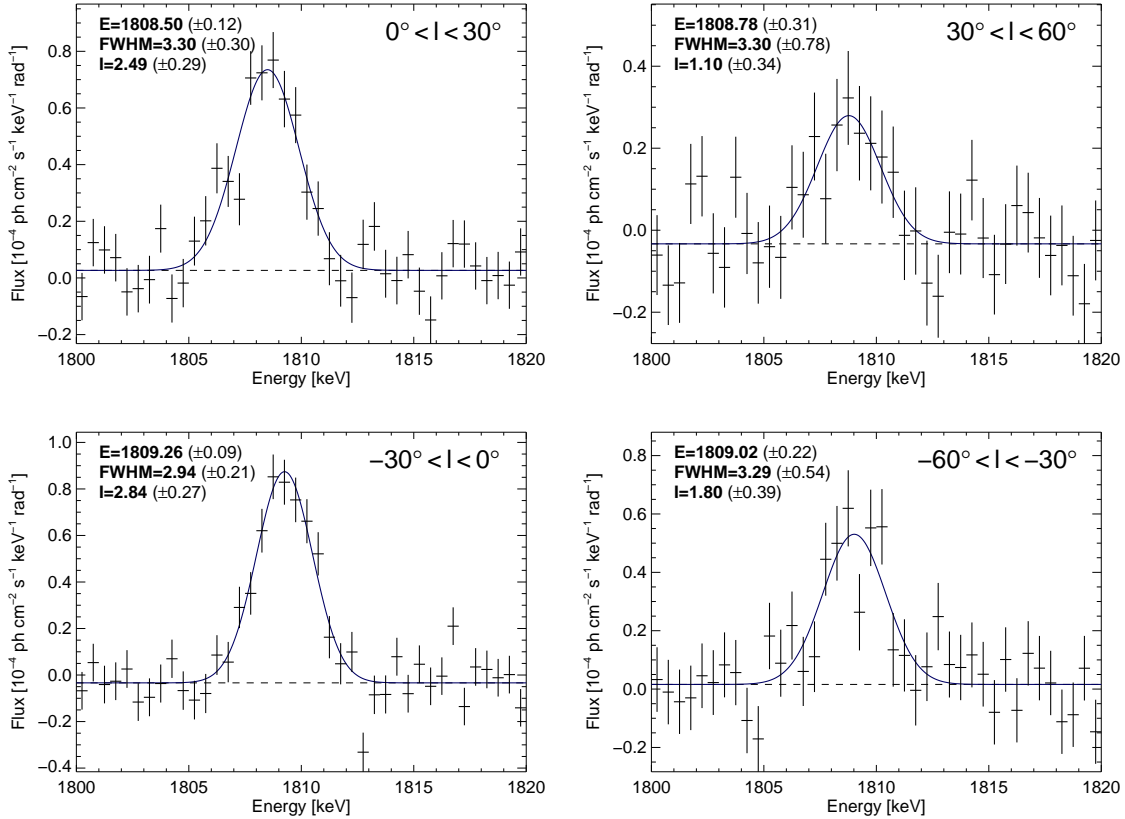 E=1808.50 (±0.12)
FWHM=3.30 (±0.30)
I=2.49 (±0.29)
0° < l < 30°
Flux [10⁻⁴ ph cm⁻² s⁻¹ keV⁻¹ rad⁻¹]
0.8
0.6
0.4
0.2
0.0
−0.2
1800 1805 1810 1815 1820
Energy [keV]
E=1808.78 (±0.31)
FWHM=3.30 (±0.78)
I=1.10 (±0.34)
30° < l < 60°
Flux [10⁻⁴ ph cm⁻² s⁻¹ keV⁻¹ rad⁻¹]
0.4
0.2
0.0
−0.2
1800 1805 1810 1815 1820
Energy [keV]
E=1809.26 (±0.09)
FWHM=2.94 (±0.21)
I=2.84 (±0.27)
−30° < l < 0°
Flux [10⁻⁴ ph cm⁻² s⁻¹ keV⁻¹ rad⁻¹]
1.0
0.8
0.6
0.4
0.2
0.0
−0.2
−0.4
1800 1805 1810 1815 1820
Energy [keV]
E=1809.02 (±0.22)
FWHM=3.29 (±0.54)
I=1.80 (±0.39)
−60° < l < −30°
Flux [10⁻⁴ ph cm⁻² s⁻¹ keV⁻¹ rad⁻¹]
0.8
0.6
0.4
0.2
0.0
−0.2
1800 1805 1810 1815 1820
Energy [keV]